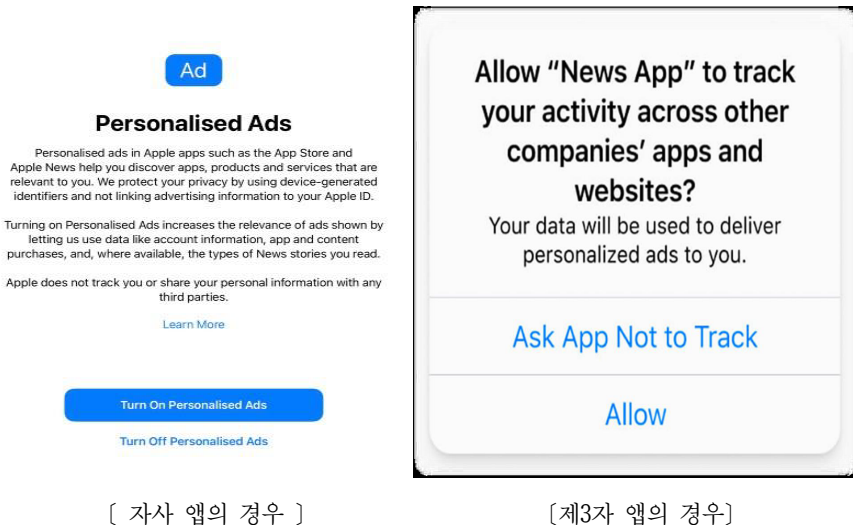 Ad
Personalised Ads
Personalised ads in Apple apps such as the App Store and
Apple News help you discover apps, products and services that are
relevant to you. We protect your privacy by using device-generated
identifiers and not linking advertising information to your Apple ID.
Turning on Personalised Ads increases the relevance of ads shown by
letting us use data like account information, app and content
purchases, and, where available, the types of News stories you read.
Apple does not track you or share your personal information with any
third parties.
Learn More
Turn On Personalised Ads
Turn Off Personalised Ads
〔 자사 앱의 경우 〕
Allow “News App” to track
your activity across other
companies’ apps and
websites?
Your data will be used to deliver
personalized ads to you.
Ask App Not to Track
Allow
〔제3자 앱의 경우〕